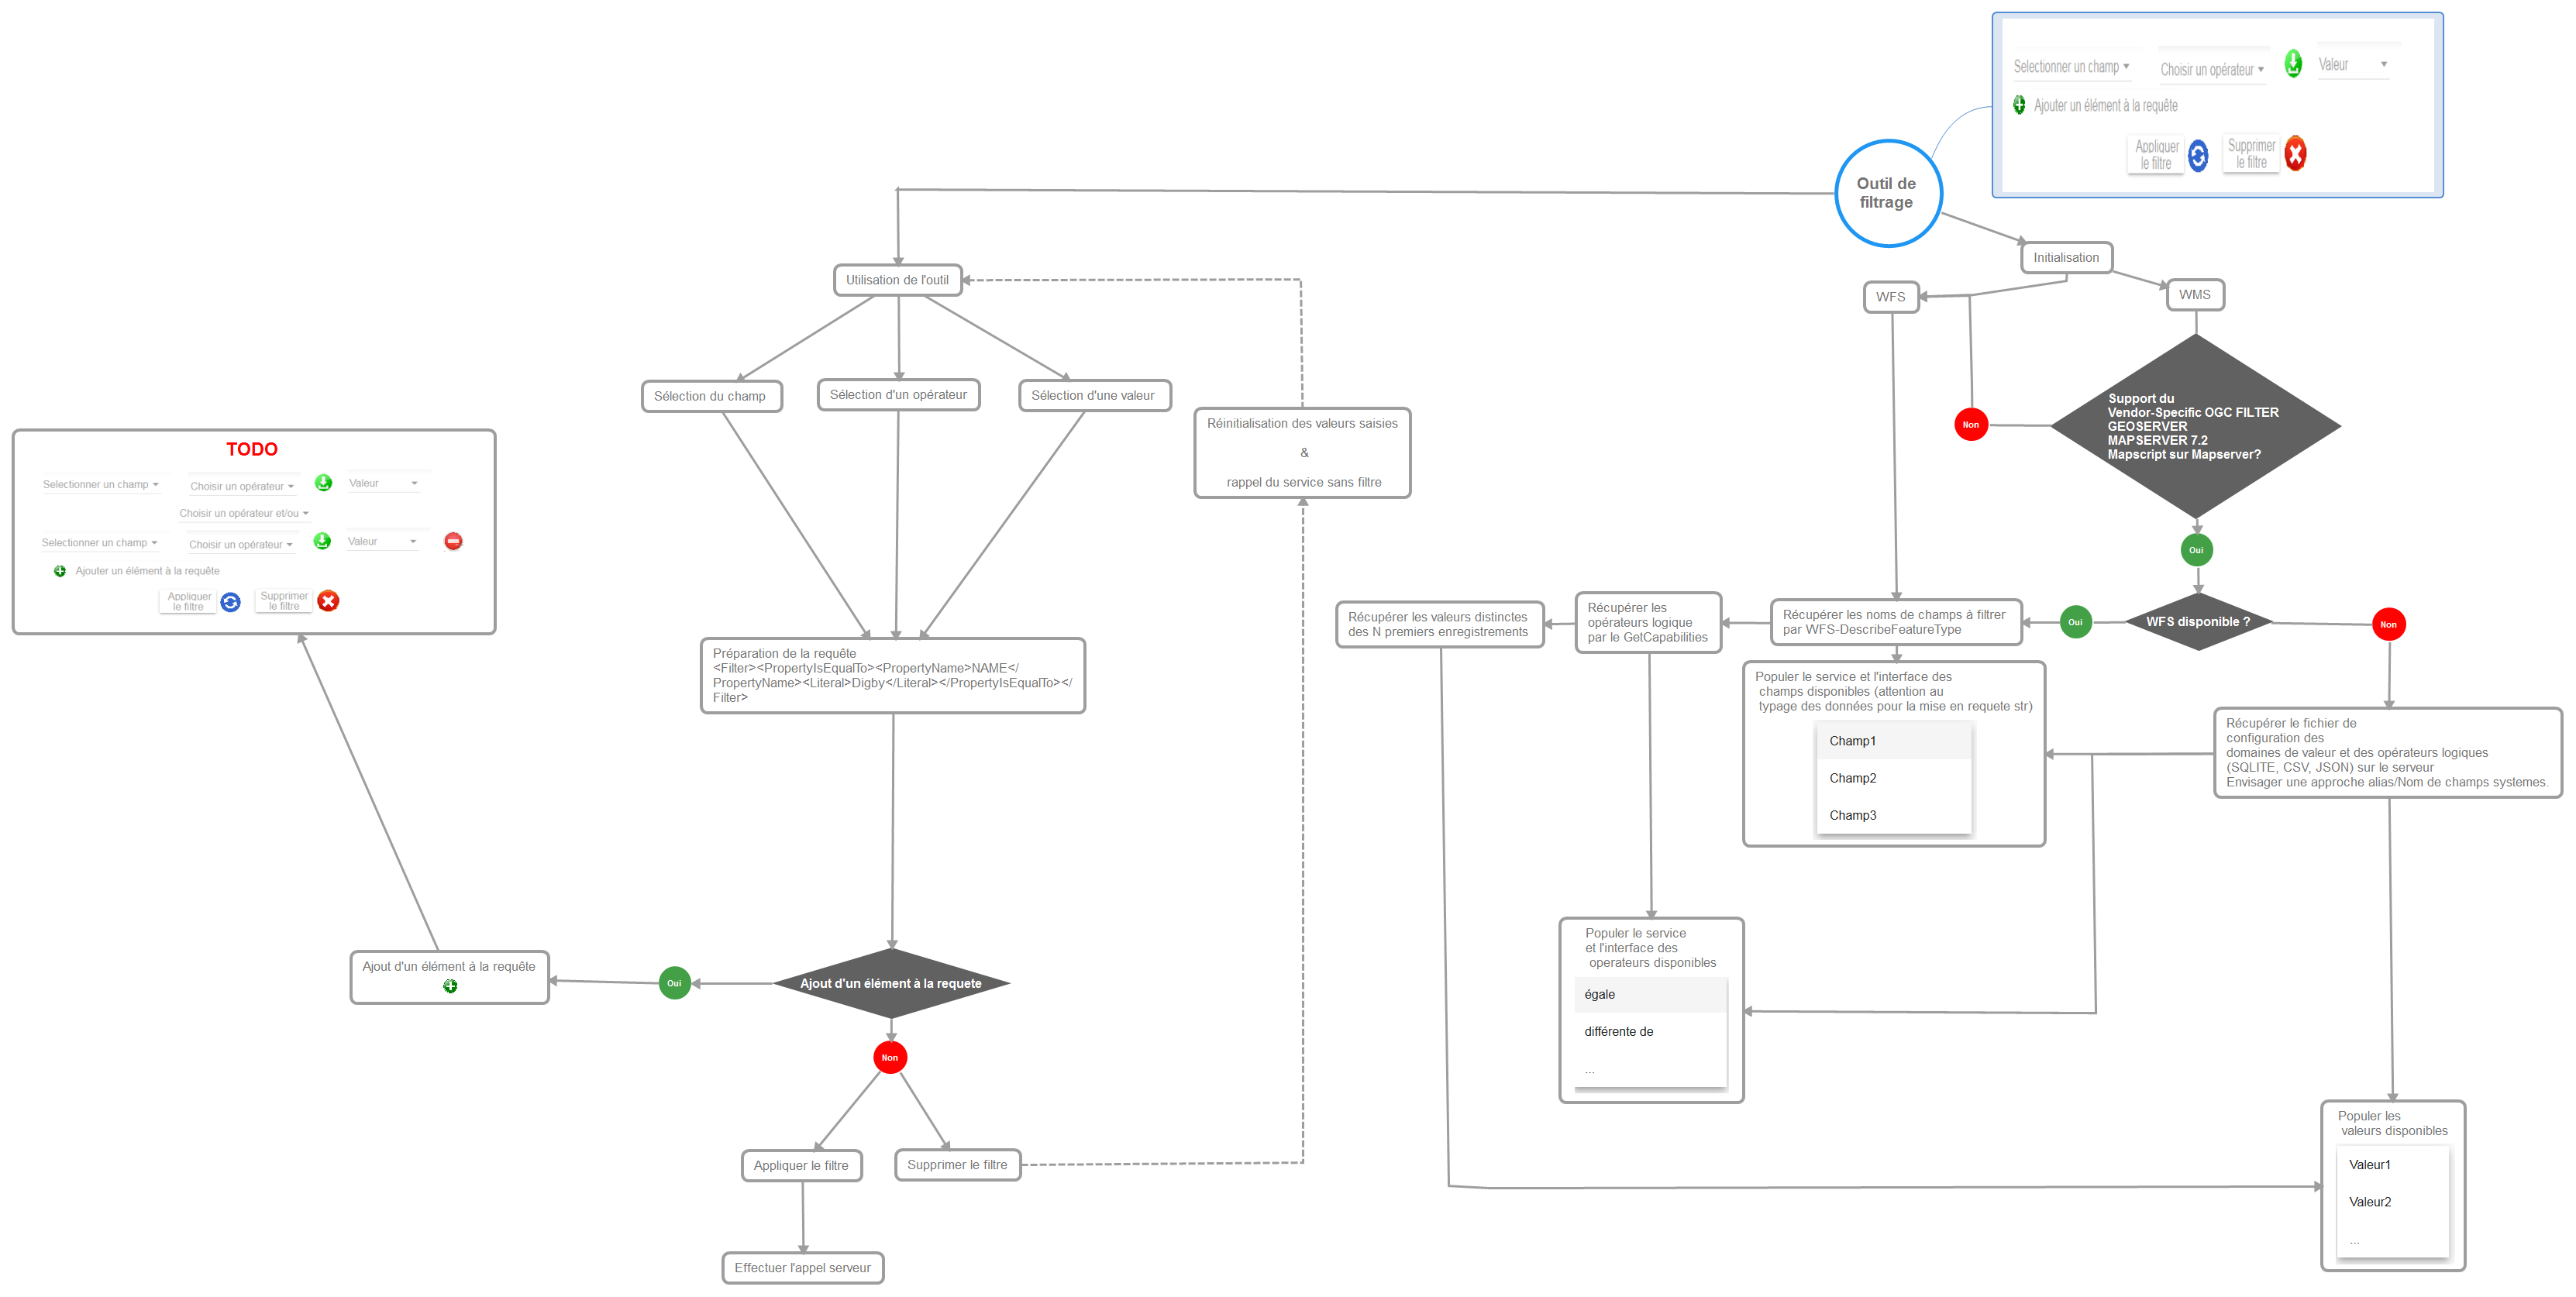 Selectionner un champ
Choisir un opérateur
Valeur
Ajouter un élément à la requête
Appliquer
le filtre
Supprimer
le filtre
Outil de
filtrage
Initialisation
WFS
WMS
Utilisation de l'outil
Sélection du champ
Sélection d'un opérateur
Sélection d'une valeur
Réinitialisation des valeurs saisies
&
rappel du service sans filtre
Non
Support du
Vendor-Specific OGC FILTER
GEOSERVER
MAPSERVER 7.2
Mapscript sur Mapserver?
Oui
TODO
Selectionner un champ
Choisir un opérateur
Valeur
Choisir un opérateur et/ou
Selectionner un champ
Choisir un opérateur
Valeur
Ajouter un élément à la requête
Appliquer
le filtre
Supprimer
le filtre
Récupérer les valeurs distinctes
des N premiers enregistrements
Récupérer les
opérateurs logique
par le GetCapabilities
Récupérer les noms de champs à filtrer
par WFS-DescribeFeatureType
Oui
WFS disponible ?
Non
Préparation de la requête
<Filter><PropertyIsEqualTo><PropertyName>NAME</
PropertyName><Literal>Digby</Literal></PropertyIsEqualTo></
Filter>
Populer le service et l'interface des
champs disponibles (attention au
typage des données pour la mise en requete str)
Champ1
Champ2
Champ3
Récupérer le fichier de
configuration des
domaines de valeur et des opérateurs logiques
(SQLITE, CSV, JSON) sur le serveur
Envisager une approche alias/Nom de champs systemes.
Populer le service
et l'interface des
operateurs disponibles
égale
différente de
...
Ajout d'un élément à la requête
Oui
Ajout d'un élément à la requete
Non
Appliquer le filtre
Supprimer le filtre
Effectuer l'appel serveur
Populer les
valeurs disponibles
Valeur1
Valeur2
...